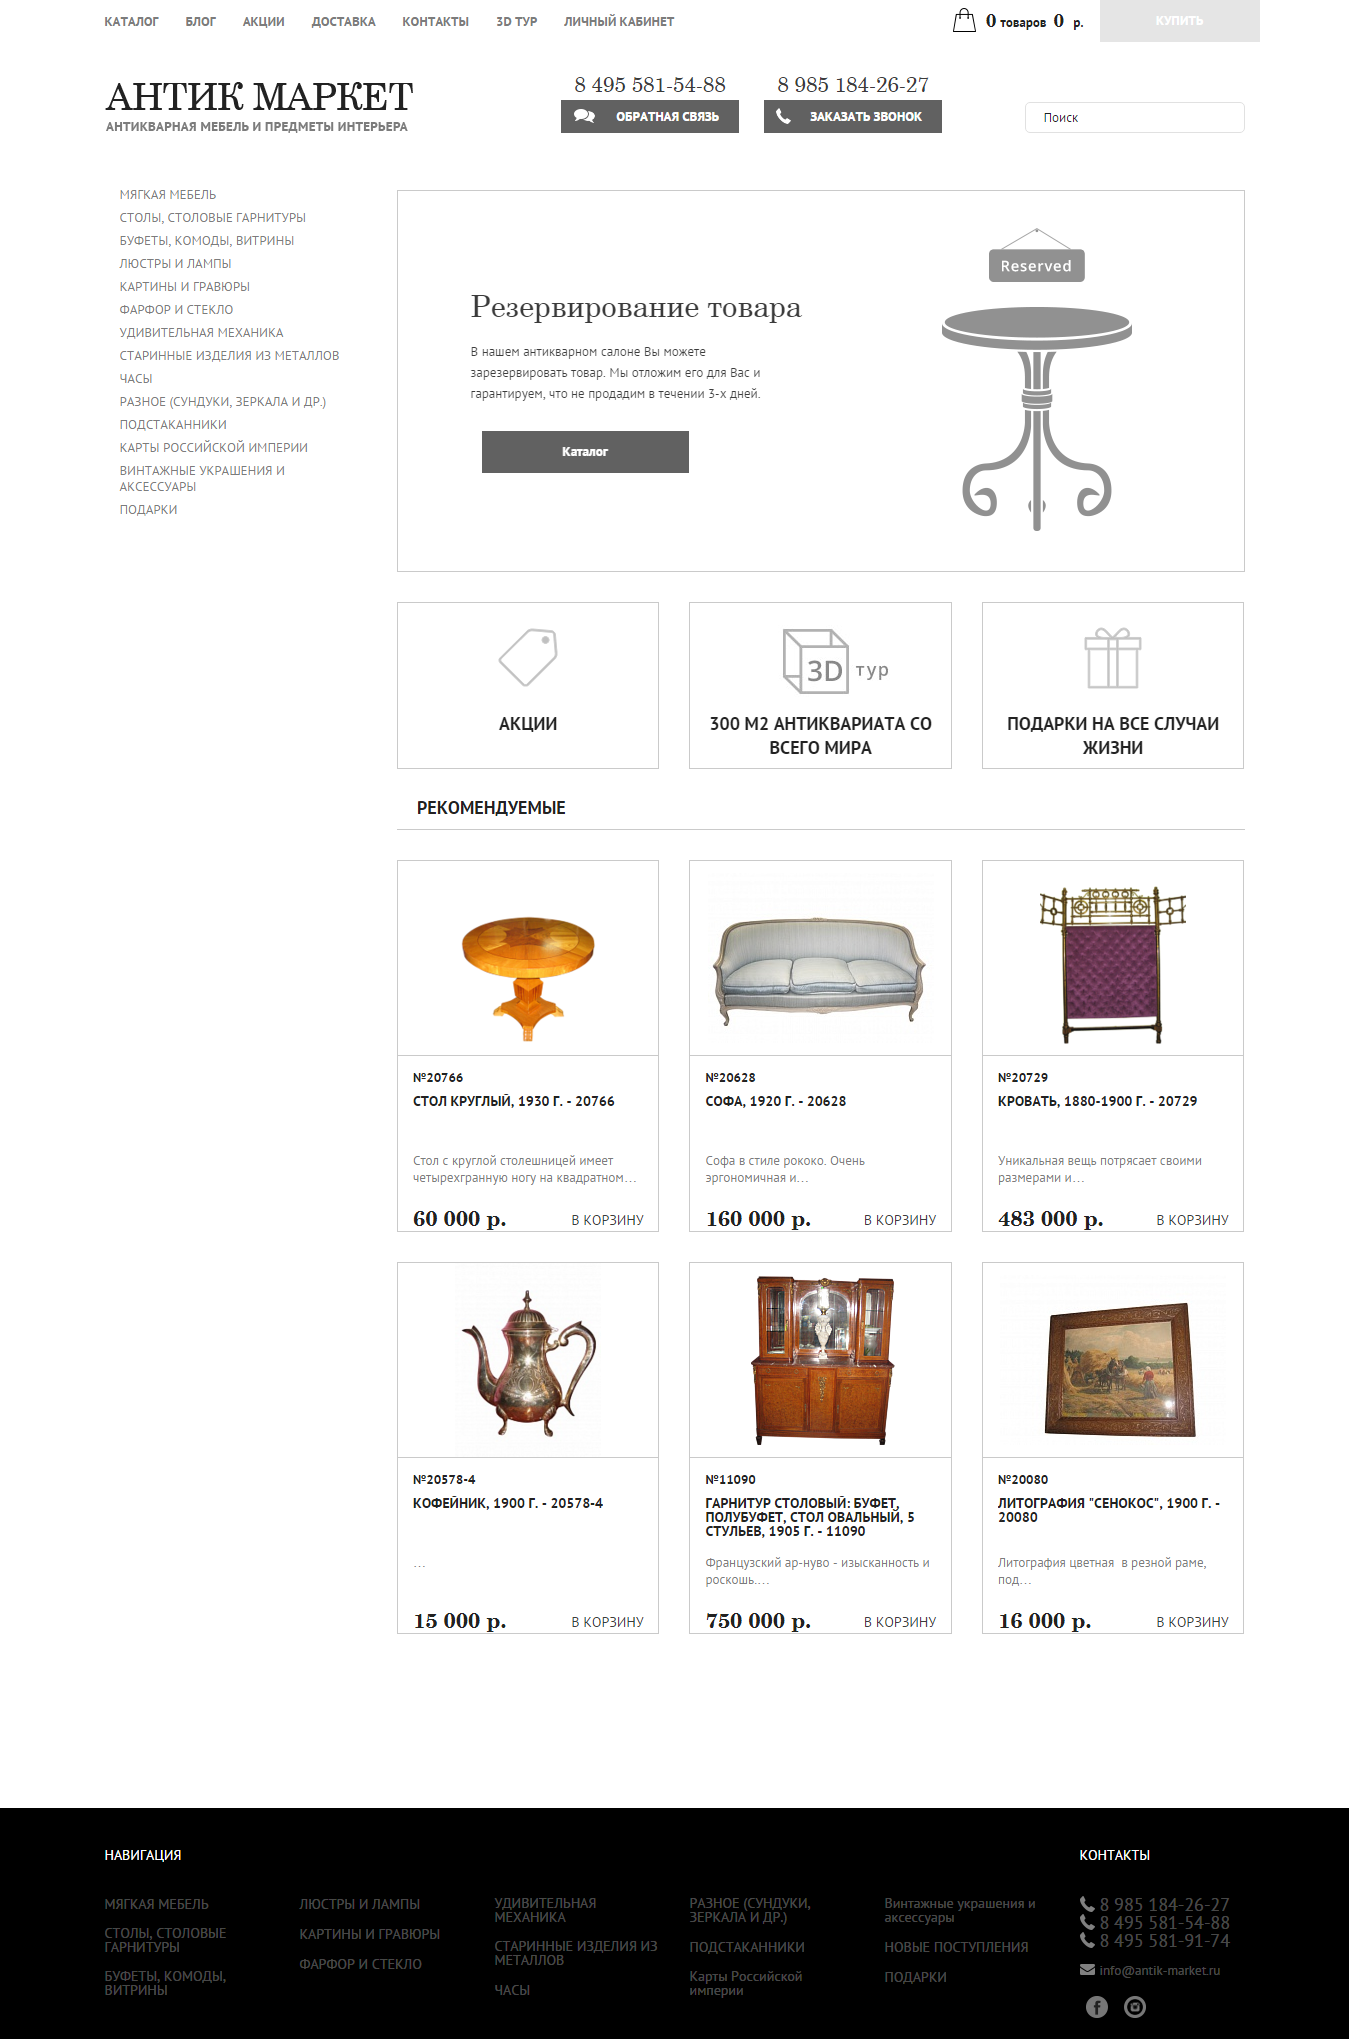 КАТАЛОГ БЛОГ АКЦИИ ДОСТАВКА КОНТАКТЫ 3D ТУР ЛИЧНЫЙ КАБИНЕТ
0 товаров 0 р.
КУПИТЬ
АНТИК МАРКЕТ
АНТИКВАРНАЯ МЕБЕЛЬ И ПРЕДМЕТЫ ИНТЕРЬЕРА
8 495 581-54-88
ОБРАТНАЯ СВЯЗЬ
8 985 184-26-27
ЗАКАЗАТЬ ЗВОНОК
Поиск
МЯГКАЯ МЕБЕЛЬ
СТОЛЫ, СТОЛОВЫЕ ГАРНИТУРЫ
БУФЕТЫ, КОМОДЫ, ВИТРИНЫ
ЛЮСТРЫ И ЛАМПЫ
КАРТИНЫ И ГРАВЮРЫ
ФАРФОР И СТЕКЛО
УДИВИТЕЛЬНАЯ МЕХАНИКА
СТАРИННЫЕ ИЗДЕЛИЯ ИЗ МЕТАЛЛОВ
ЧАСЫ
РАЗНОЕ (СУНДУКИ, ЗЕРКАЛА И ДР.)
ПОДСТАКАННИКИ
КАРТЫ РОССИЙСКОЙ ИМПЕРИИ
ВИНТАЖНЫЕ УКРАШЕНИЯ И
АКСЕССУАРЫ
ПОДАРКИ
Резервирование товара
В нашем антикварном салоне Вы можете
зарезервировать товар. Мы отложим его для Вас и
гарантируем, что не продадим в течении 3-х дней.
Каталог
Reserved
АКЦИИ
3D тур
300 М2 АНТИКВАРИАТА СО
ВСЕГО МИРА
ПОДАРКИ НА ВСЕ СЛУЧАИ
ЖИЗНИ
РЕКОМЕНДУЕМЫЕ
№20766
СТОЛ КРУГЛЫЙ, 1930 Г. - 20766
Стол с круглой столешницей имеет
четырехгранную ногу на квадратном...
60 000 р. В КОРЗИНУ
№20628
СОФА, 1920 Г. - 20628
Софа в стиле рококо. Очень
эргономичная и...
160 000 р. В КОРЗИНУ
№20729
КРОВАТЬ, 1880-1900 Г. - 20729
Уникальная вещь потрясает своими
размерами и...
483 000 р. В КОРЗИНУ
№20578-4
КОФЕЙНИК, 1900 Г. - 20578-4
...
15 000 р. В КОРЗИНУ
№11090
ГАРНИТУР СТОЛОВЫЙ: БУФЕТ,
ПОЛУБУФЕТ, СТОЛ ОВАЛЬНЫЙ, 5
СТУЛЬЕВ, 1905 Г. - 11090
Французский ар-нуво - изысканность и
роскошь....
750 000 р. В КОРЗИНУ
№20080
ЛИТОГРАФИЯ "СЕНОКОС", 1900 Г. -
20080
Литография цветная  в резной раме,
под...
16 000 р. В КОРЗИНУ
НАВИГАЦИЯ
МЯГКАЯ МЕБЕЛЬ
СТОЛЫ, СТОЛОВЫЕ
ГАРНИТУРЫ
БУФЕТЫ, КОМОДЫ,
ВИТРИНЫ
ЛЮСТРЫ И ЛАМПЫ
КАРТИНЫ И ГРАВЮРЫ
ФАРФОР И СТЕКЛО
УДИВИТЕЛЬНАЯ
МЕХАНИКА
СТАРИННЫЕ ИЗДЕЛИЯ ИЗ
МЕТАЛЛОВ
ЧАСЫ
РАЗНОЕ (СУНДУКИ,
ЗЕРКАЛА И ДР.)
ПОДСТАКАННИКИ
Карты Российской
империи
Винтажные украшения и
аксессуары
НОВЫЕ ПОСТУПЛЕНИЯ
ПОДАРКИ
КОНТАКТЫ
8 985 184-26-27
8 495 581-54-88
8 495 581-91-74
info@antik-market.ru